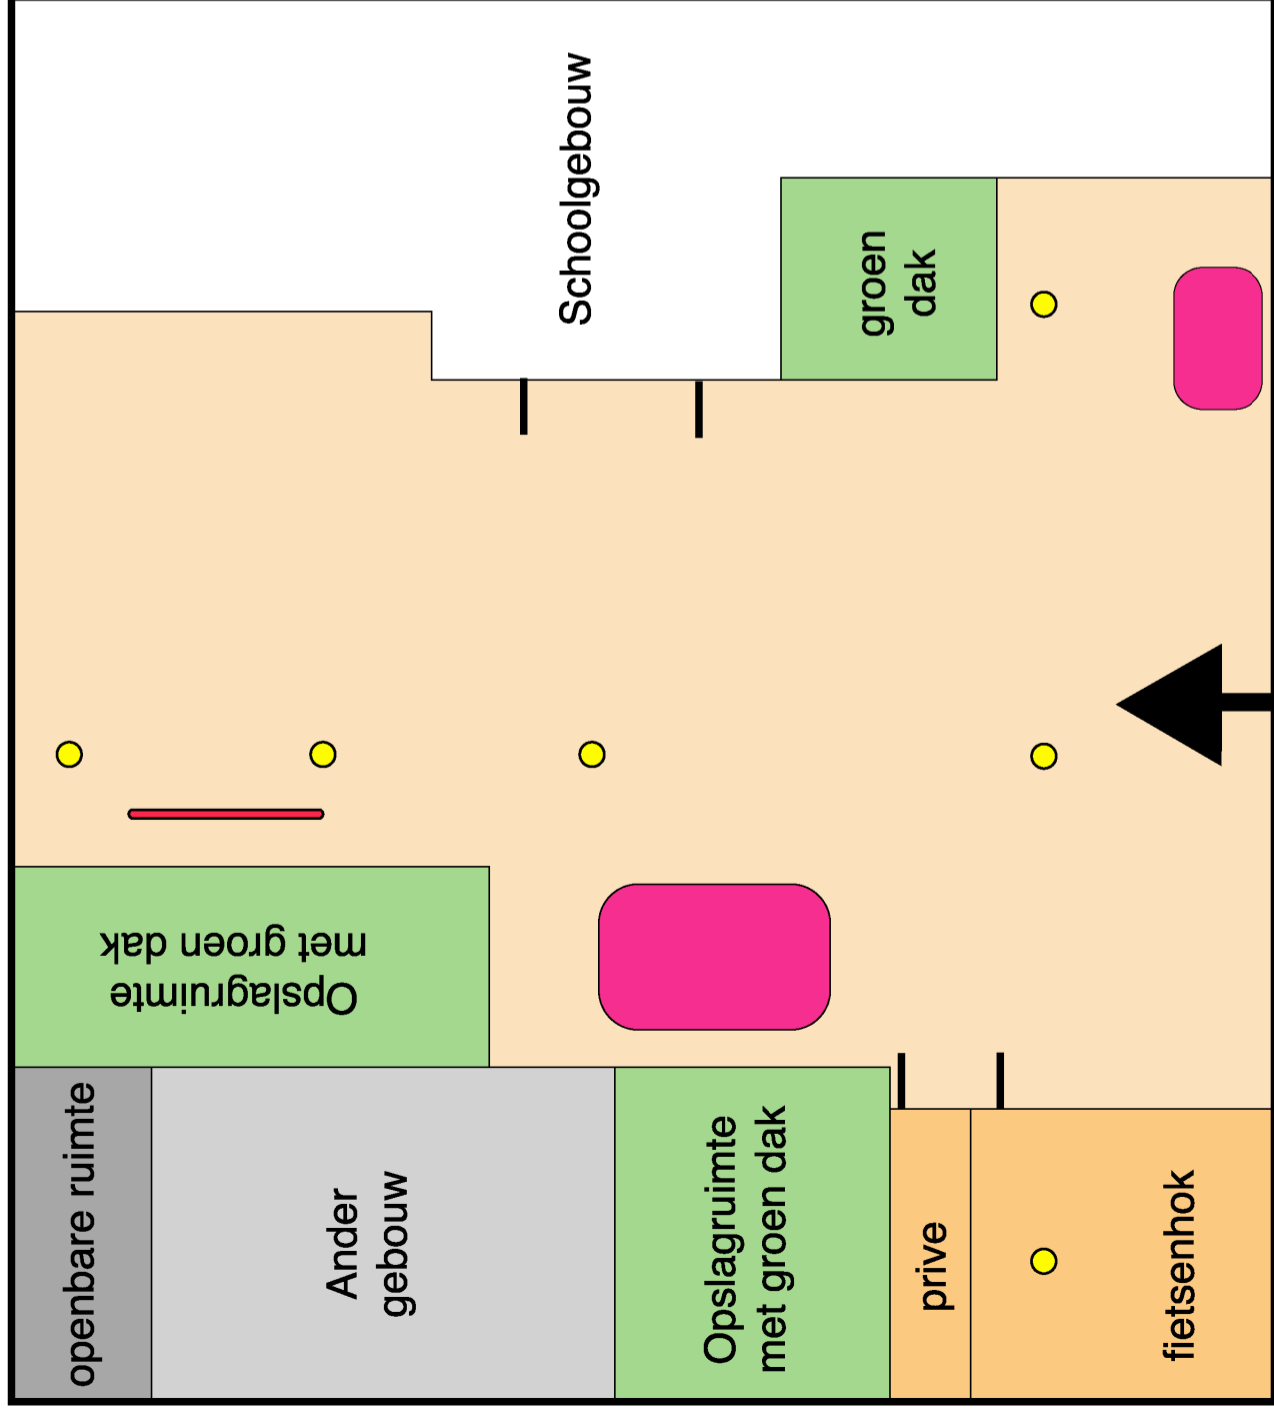 Schoolgebouw
groen
dak
Opslagruimte
met groen dak
openbare ruimte
Ander
gebouw
Opslagruimte
met groen dak
prive
fietsenhok